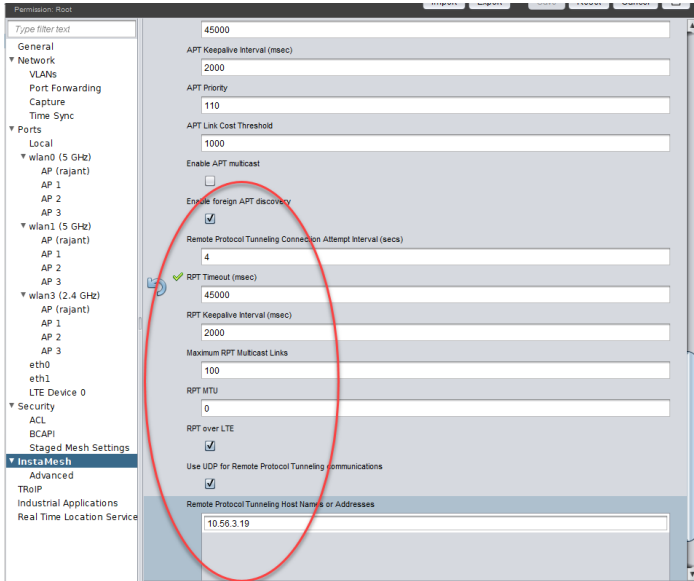 Permission: Root
Import Export Save Reset Cancel
Type filter text
General
Network
VLANs
Port Forwarding
Capture
Time Sync
Ports
Local
wlan0 (5 GHz)
AP (rajant)
AP 1
AP 2
AP 3
wlan1 (5 GHz)
AP (rajant)
AP 1
AP 2
AP 3
wlan3 (2.4 GHz)
AP (rajant)
AP 1
AP 2
AP 3
eth0
eth1
LTE Device 0
Security
ACL
BCAPI
Staged Mesh Settings
InstaMesh
Advanced
TRoIP
Industrial Applications
Real Time Location Service
45000
APT Keepalive Interval (msec)
2000
APT Priority
110
APT Link Cost Threshold
1000
Enable APT multicast
Enable foreign APT discovery
Remote Protocol Tunneling Connection Attempt Interval (secs)
4
RPT Timeout (msec)
45000
RPT Keepalive Interval (msec)
2000
Maximum RPT Multicast Links
100
RPT MTU
0
RPT over LTE
Use UDP for Remote Protocol Tunneling communications
Remote Protocol Tunneling Host Names or Addresses
10.56.3.19